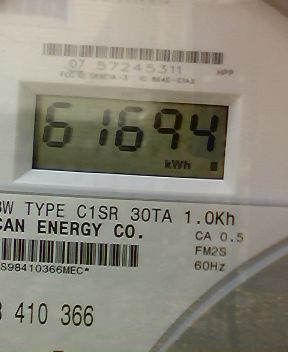 07 57245311 HPP
61694
kWh
W TYPE C1SR 30TA 1.0Kh
CAN ENERGY CO. CA 0.5
FM2S
S98410366MEC* 60Hz
410 366